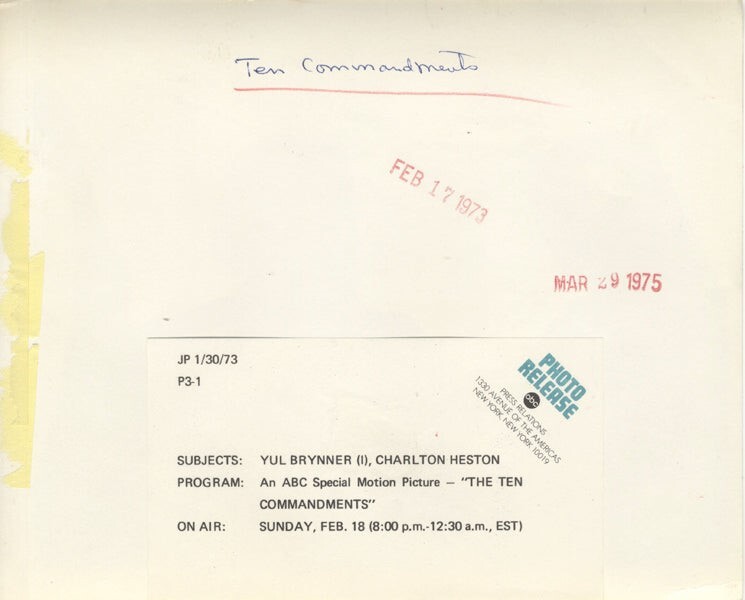 Ten Commandments
FEB 17 1973
MAR 29 1975
JP 1/30/73
P3-1
PHOTO
RELEASE
abc
PRESS RELATIONS
1330 AVENUE OF THE AMERICAS
NEW YORK, NEW YORK 10019
SUBJECTS: YUL BRYNNER (l), CHARLTON HESTON
PROGRAM: An ABC Special Motion Picture — "THE TEN
COMMANDMENTS"
ON AIR: SUNDAY, FEB. 18 (8:00 p.m.-12:30 a.m., EST)